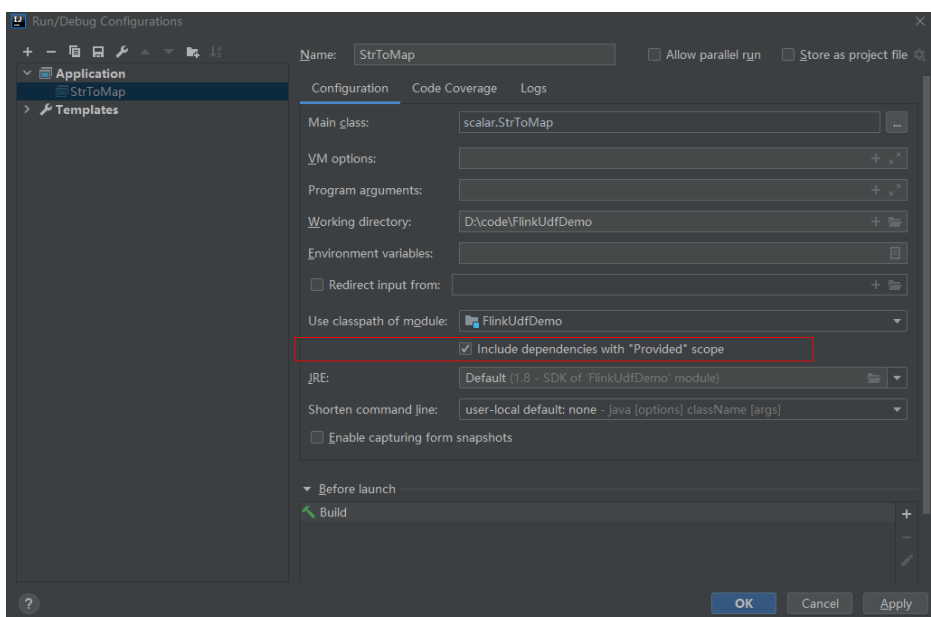 Run/Debug Configurations
Name: StrToMap Allow parallel run Store as project file
Application
StrToMap
Templates
Configuration Code Coverage Logs
Main class: scalar.StrToMap ...
VM options:
Program arguments:
Working directory: D:\code\FlinkUdfDemo
Environment variables:
Redirect input from:
Use classpath of module: FlinkUdfDemo
Include dependencies with "Provided" scope
JRE: Default (1.8 - SDK of 'FlinkUdfDemo' module)
Shorten command line: user-local default: none - java [options] className [args]
Enable capturing form snapshots
Before launch
Build
? OK Cancel Apply